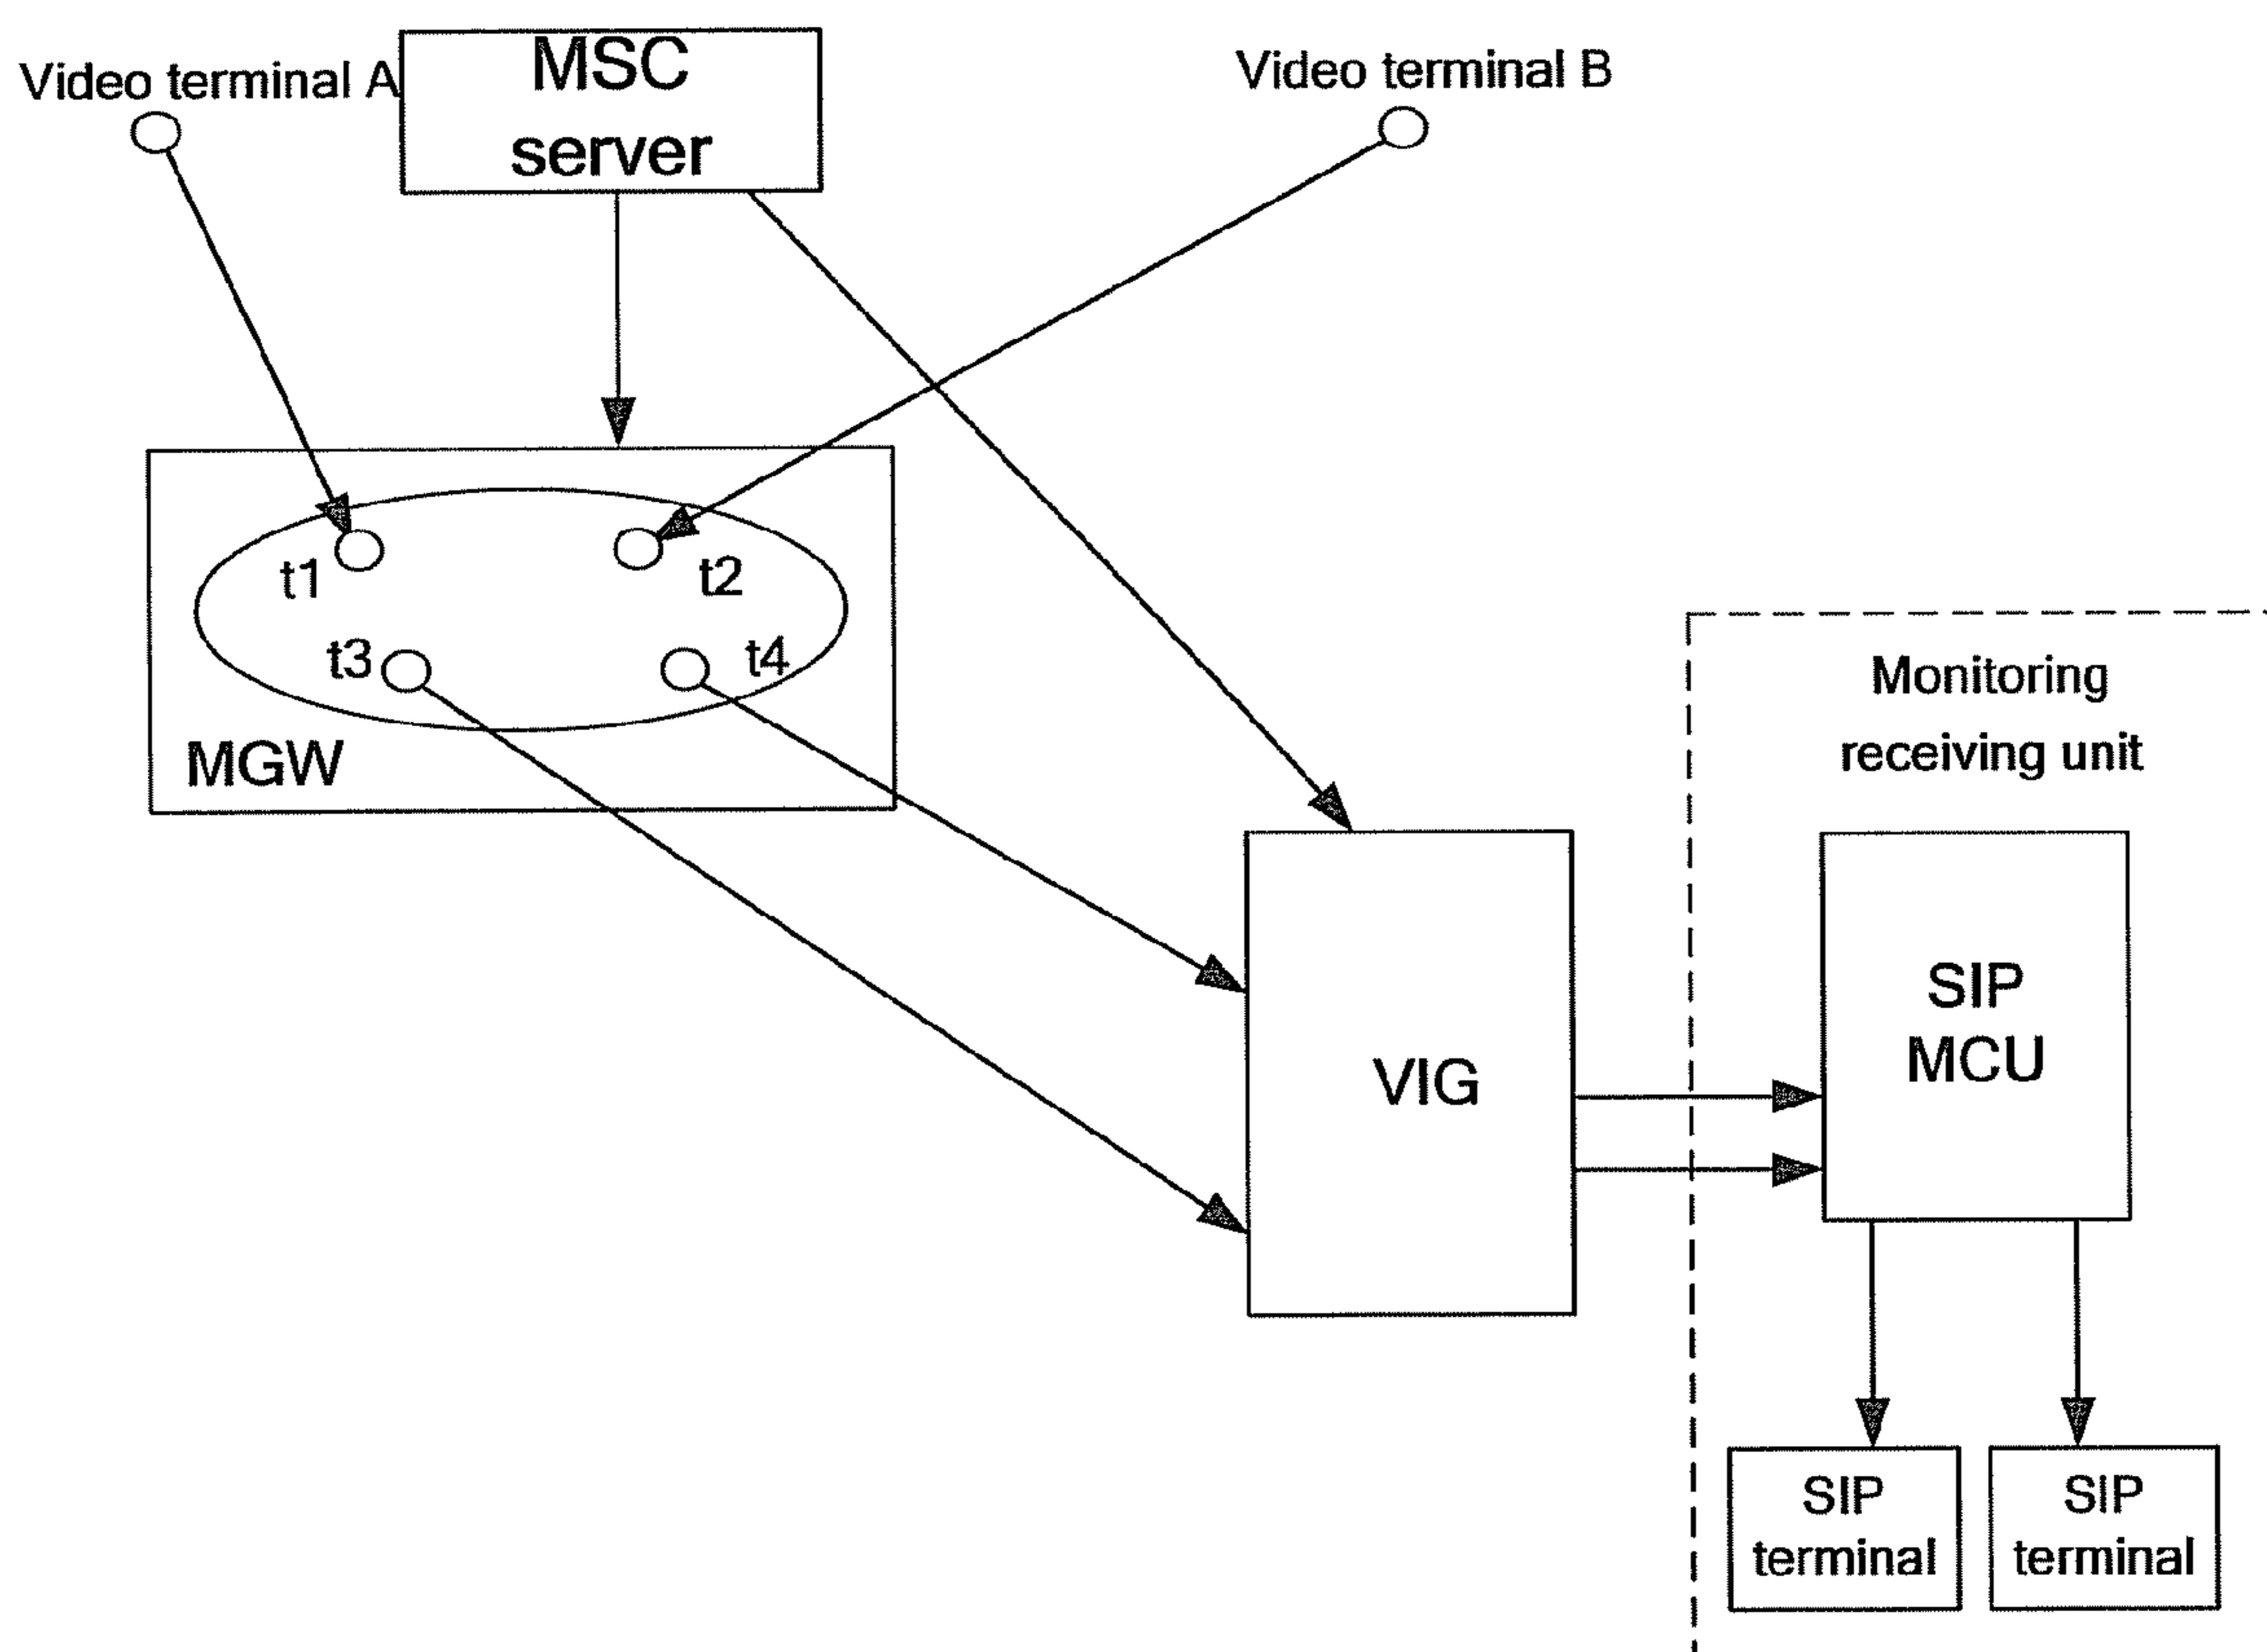 Video terminal A
MSC
server
Video terminal B
t1
t2
t3
t4
MGW
Monitoring
receiving unit
VIG
SIP
MCU
SIP
terminal
SIP
terminal